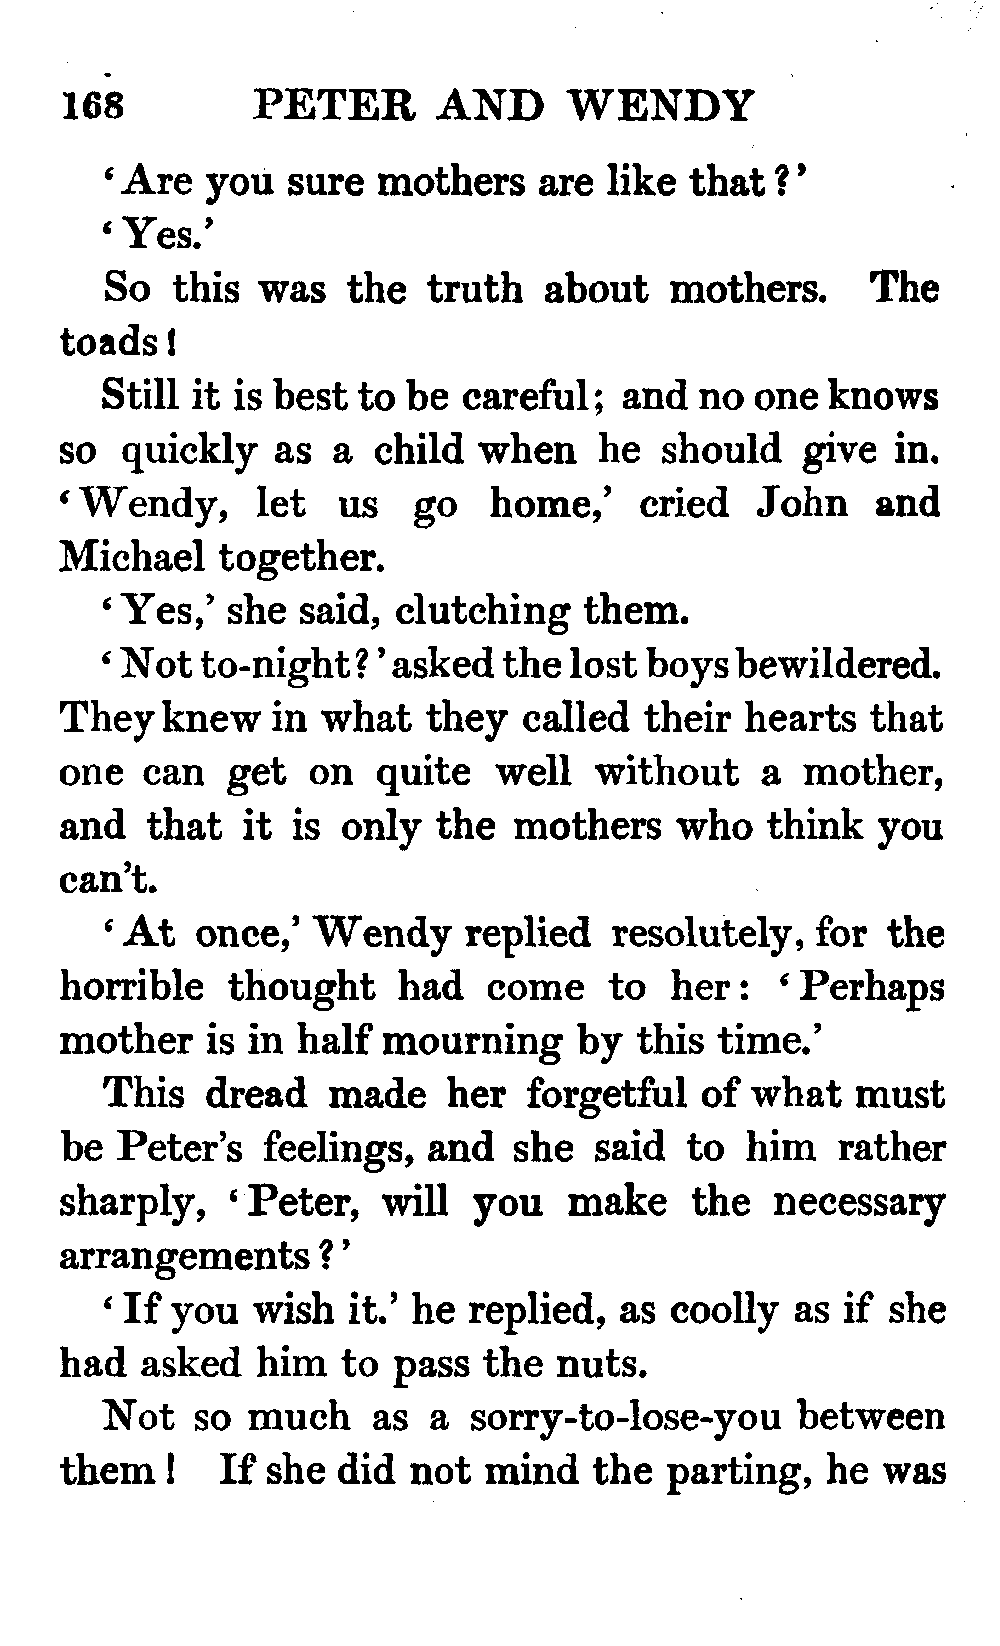 168 PETER AND WENDY
‘Are you sure mothers are like that?’
‘Yes.’
So this was the truth about mothers. The
toads!
Still it is best to be careful; and no one knows
so quickly as a child when he should give in.
‘Wendy, let us go home,’ cried John and
Michael together.
‘Yes,’ she said, clutching them.
‘Not to-night?’ asked the lost boys bewildered.
They knew in what they called their hearts that
one can get on quite well without a mother,
and that it is only the mothers who think you
can't.
‘At once,’ Wendy replied resolutely, for the
horrible thought had come to her: ‘Perhaps
mother is in half mourning by this time.’
This dread made her forgetful of what must
be Peter's feelings, and she said to him rather
sharply, ‘Peter, will you make the necessary
arrangements?’
‘If you wish it.’ he replied, as coolly as if she
had asked him to pass the nuts.
Not so much as a sorry-to-lose-you between
them! If she did not mind the parting, he was